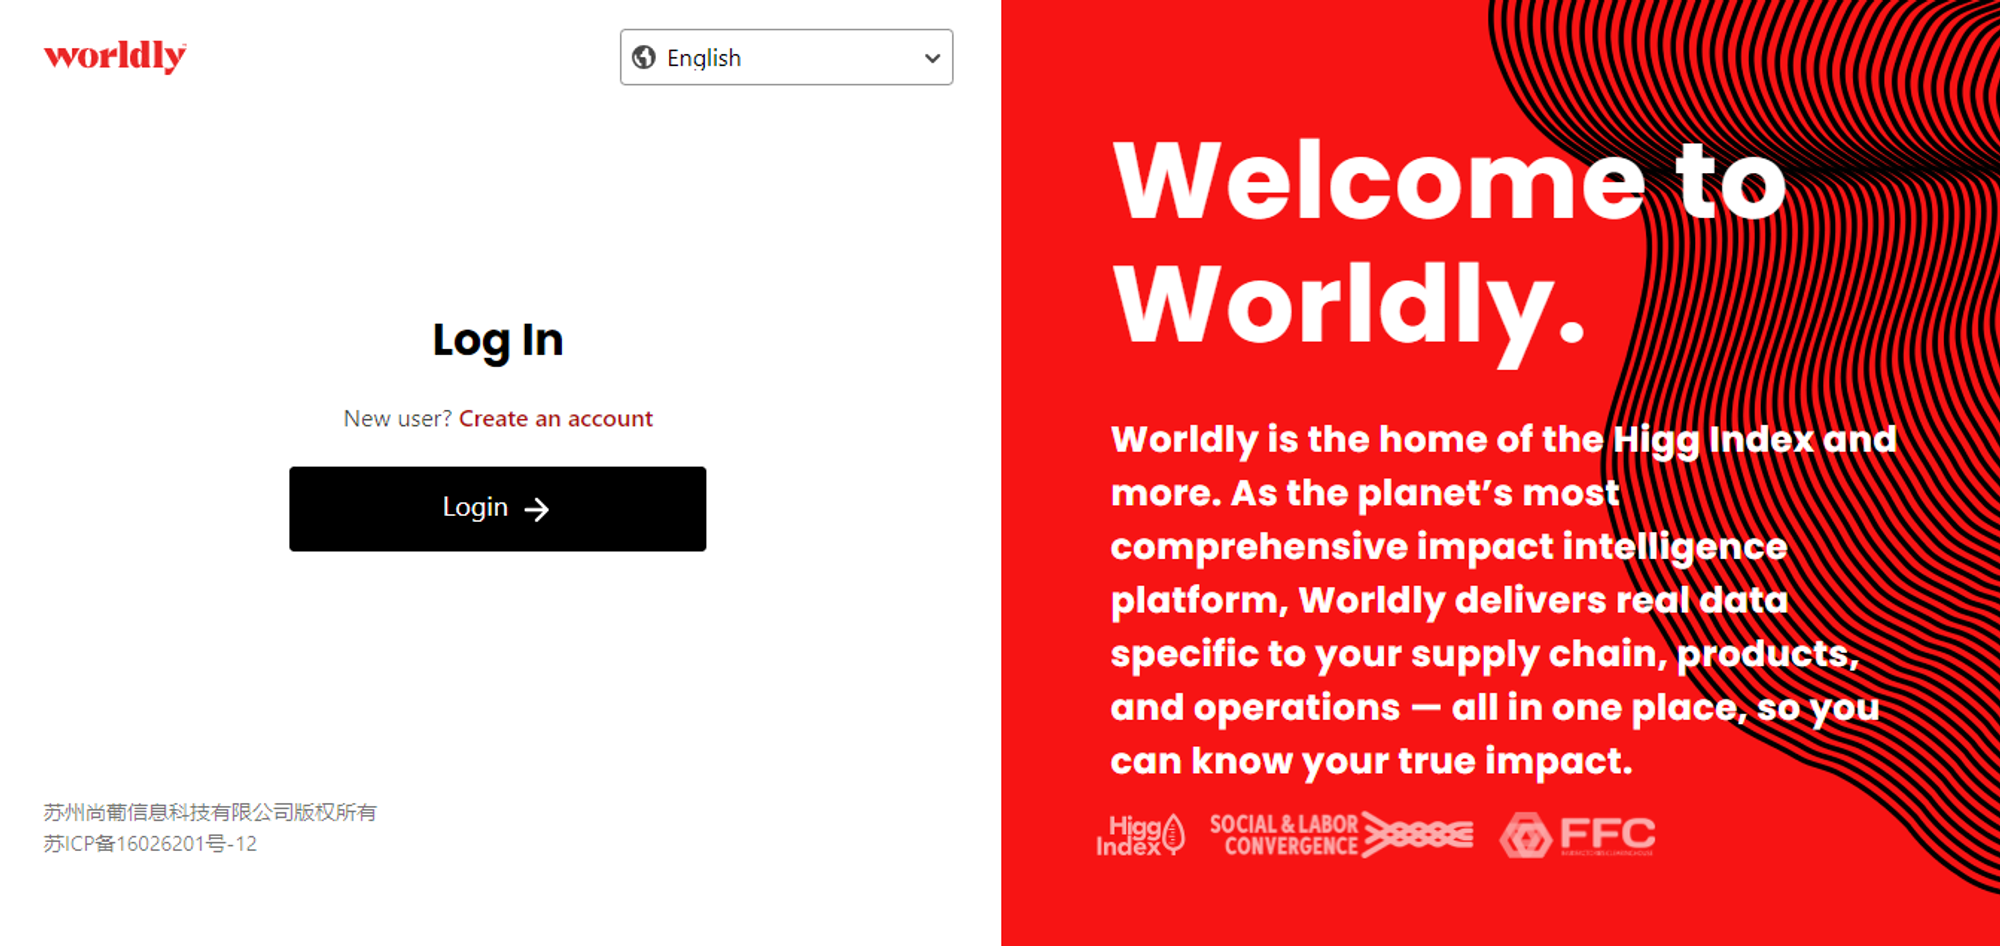 worldly
English
Log In
New user? Create an account
Login
苏州尚葡信息科技有限公司版权所有
苏ICP备16026201号-12
Welcome to
Worldly.
Worldly is the home of the Higg Index and
more. As the planet’s most
comprehensive impact intelligence
platform, Worldly delivers real data
specific to your supply chain, products,
and operations — all in one place, so you
can know your true impact.
Higg
Index
SOCIAL & LABOR
CONVERGENCE
FFC